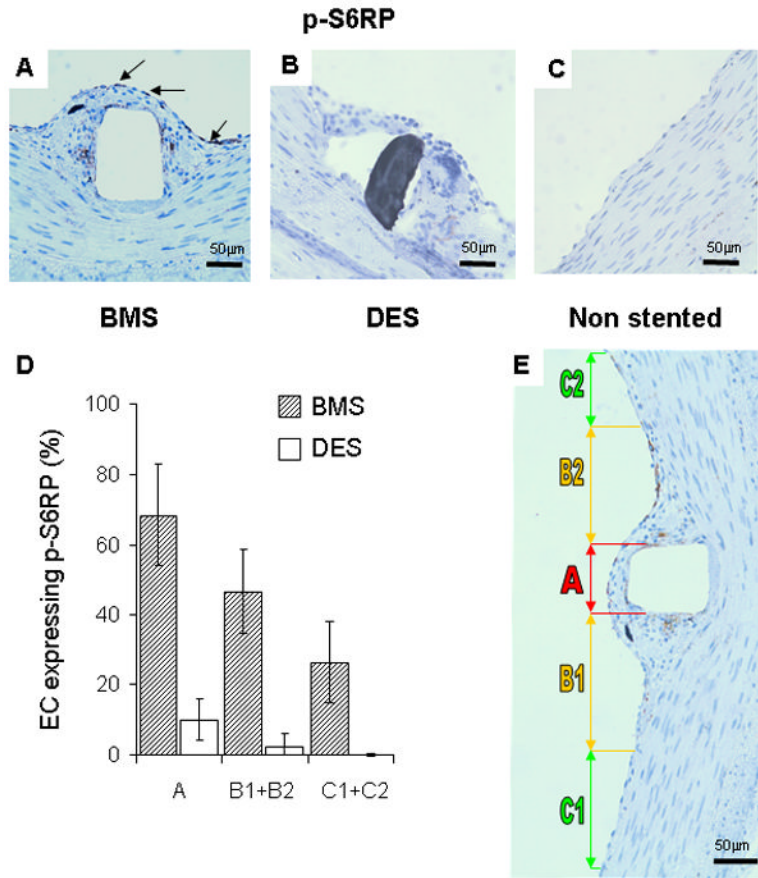 p-S6RP
A
B
C
50μm
50μm
50μm
BMS
DES
Non stented
D
EC expressing p-S6RP (%)
100
80
60
40
20
0
BMS
DES
A
B1+B2
C1+C2
E
C2
B2
A
B1
C1
50μm